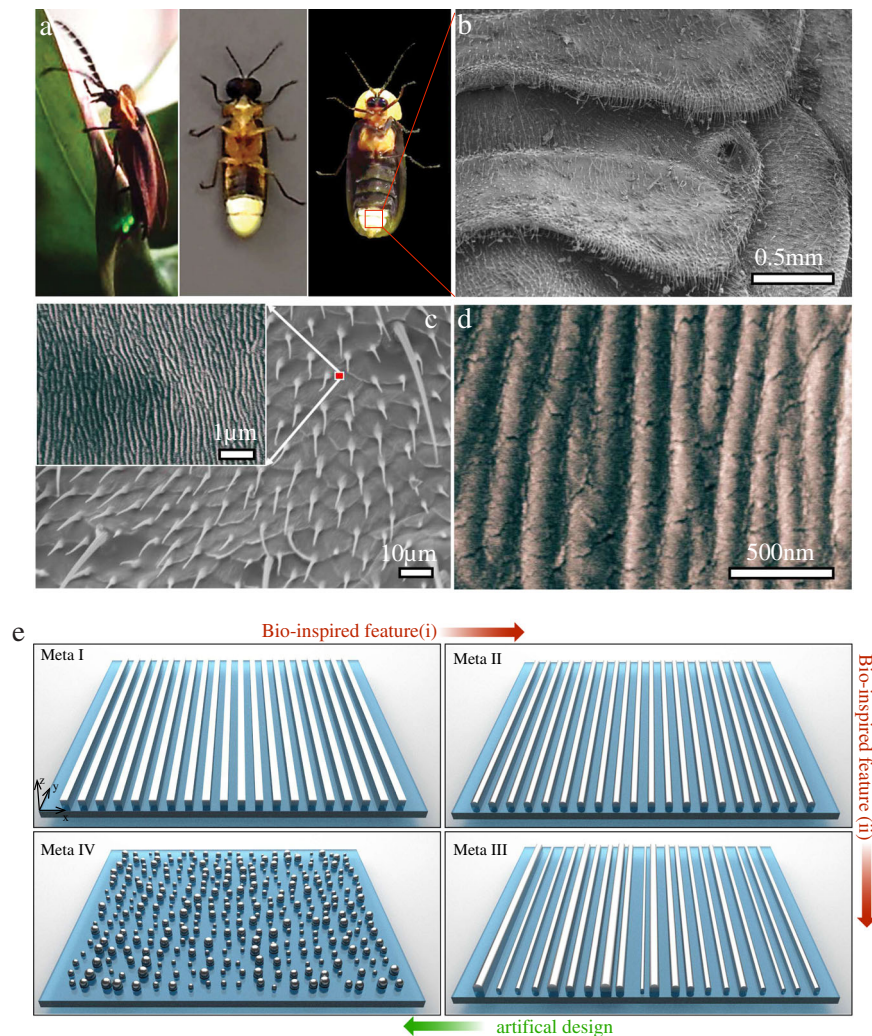 a
b
0.5mm
c
1μm
10μm
d
500nm
e
Bio-inspired feature(i)
Meta I
z
y
x
Meta II
Bio-inspired feature (ii)
Meta IV
Meta III
artifical design